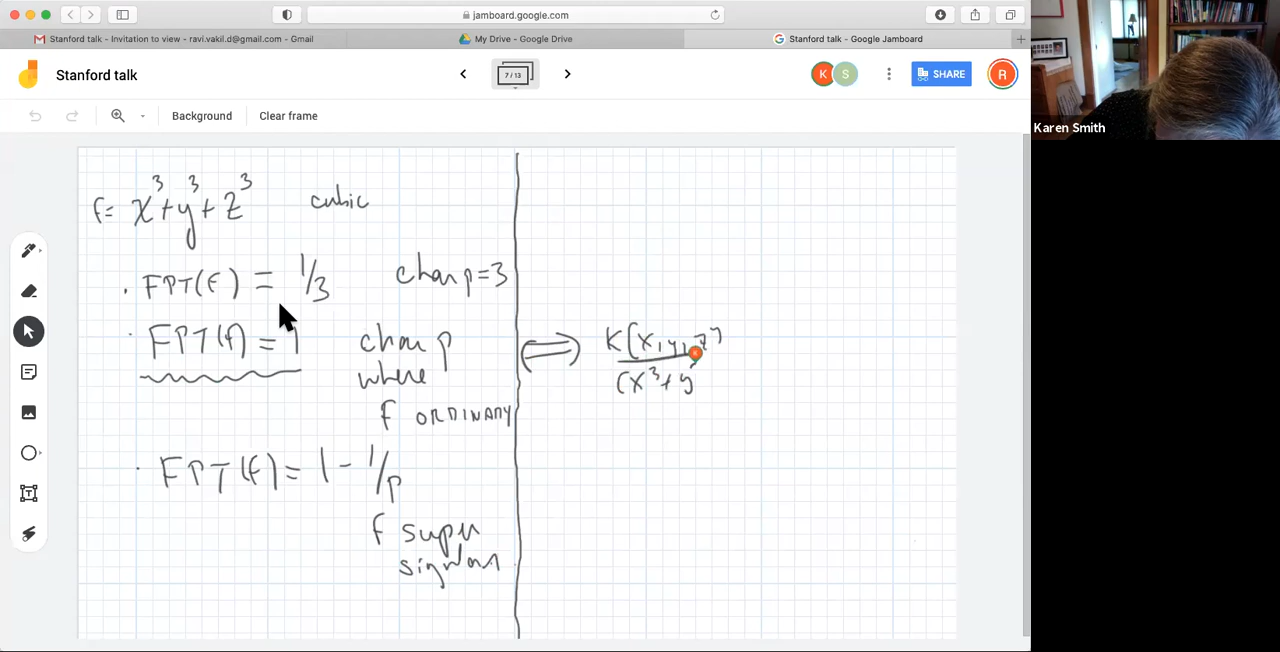 jamboard.google.com
Stanford talk - Invitation to view - ravi.vakil.d@gmail.com - Gmail
My Drive - Google Drive
Stanford talk - Google Jamboard
Stanford talk
7 / 13
K
S
SHARE
R
Background
Clear frame
Karen Smith
f = x³ + y³ + z³ cubic
· FPT(f) = 1/3 char p = 3
· FPT(f) = 1 char p
where
f ORDINARY
⟺ K[x,y,z]
(x³ + y³
· FPT(f) = 1 - 1/p
f super
singular